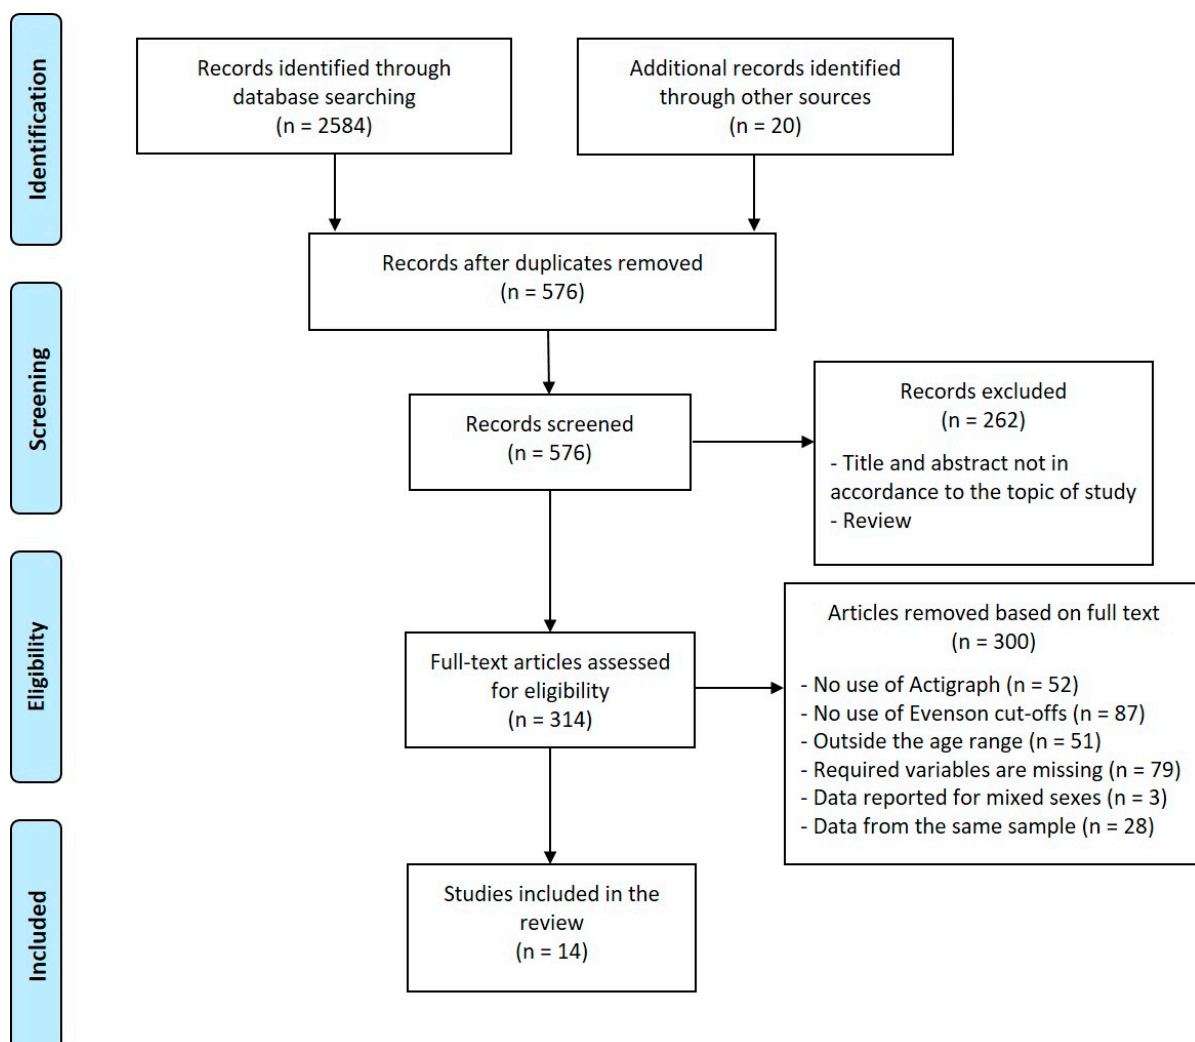 Identification
Records identified through
database searching
(n = 2584)
Additional records identified
through other sources
(n = 20)
Records after duplicates removed
(n = 576)
Screening
Records screened
(n = 576)
Records excluded
(n = 262)
- Title and abstract not in
accordance to the topic of study
- Review
Eligibility
Full-text articles assessed
for eligibility
(n = 314)
Articles removed based on full text
(n = 300)
- No use of Actigraph (n = 52)
- No use of Evenson cut-offs (n = 87)
- Outside the age range (n = 51)
- Required variables are missing (n = 79)
- Data reported for mixed sexes (n = 3)
- Data from the same sample (n = 28)
Included
Studies included in the
review
(n = 14)